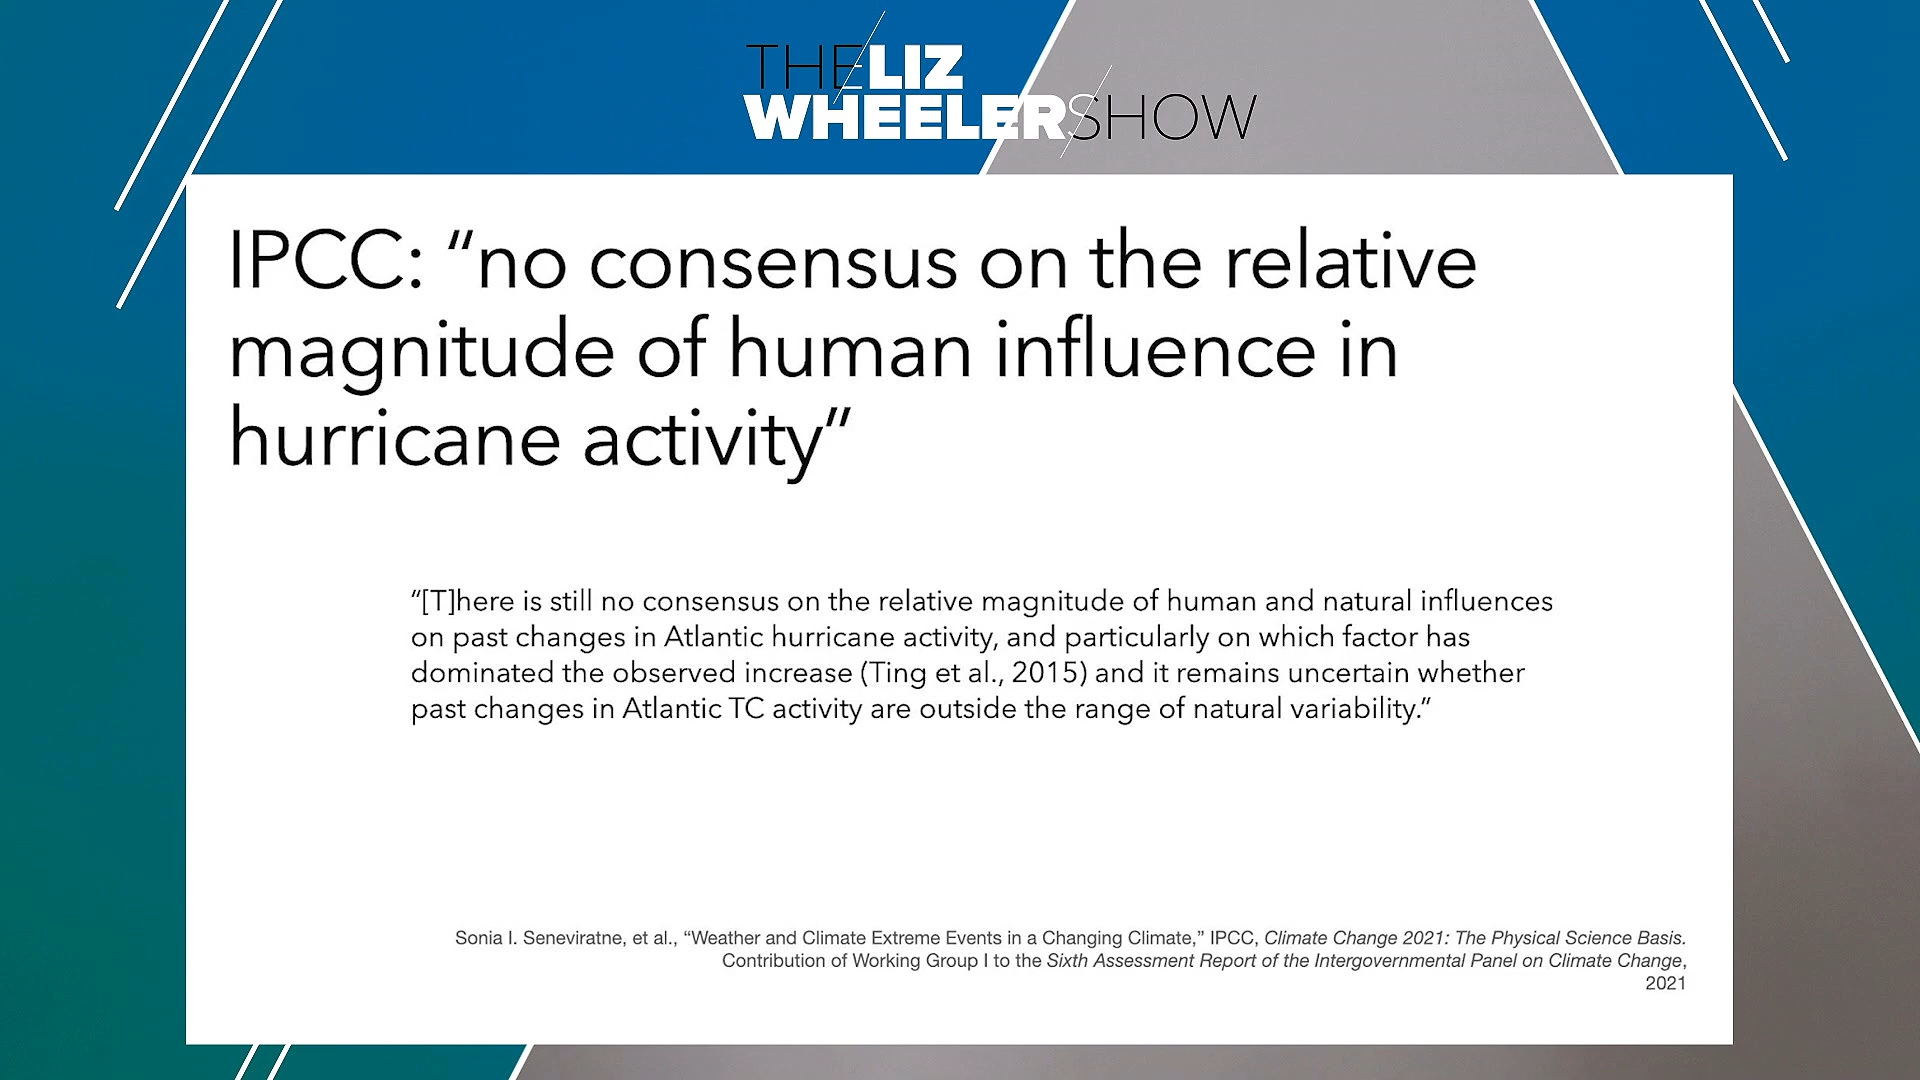 THE LIZ
WHEELER SHOW
IPCC: “no consensus on the relative
magnitude of human influence in
hurricane activity”
“[T]here is still no consensus on the relative magnitude of human and natural influences
on past changes in Atlantic hurricane activity, and particularly on which factor has
dominated the observed increase (Ting et al., 2015) and it remains uncertain whether
past changes in Atlantic TC activity are outside the range of natural variability.”
Sonia I. Seneviratne, et al., “Weather and Climate Extreme Events in a Changing Climate,” IPCC, Climate Change 2021: The Physical Science Basis.
Contribution of Working Group I to the Sixth Assessment Report of the Intergovernmental Panel on Climate Change,
2021